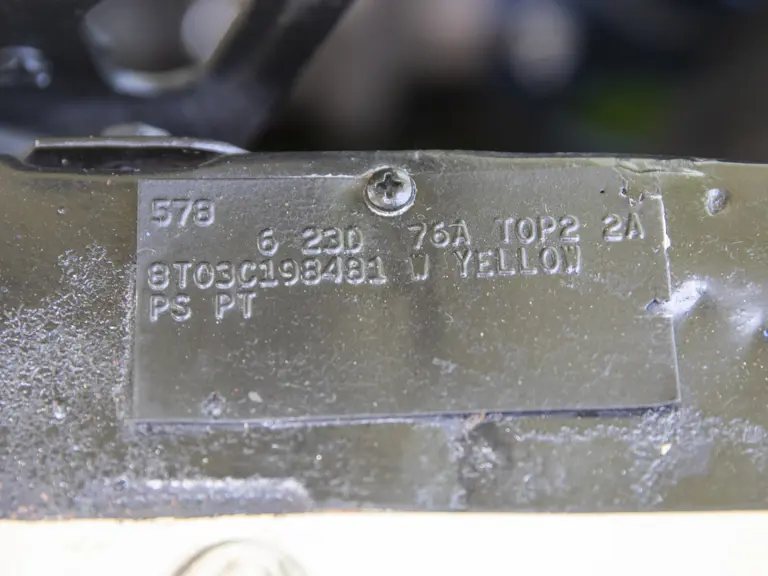 578
6 23D 76A TOP2 2A
8T03C198481 W YELLOW
PS PT